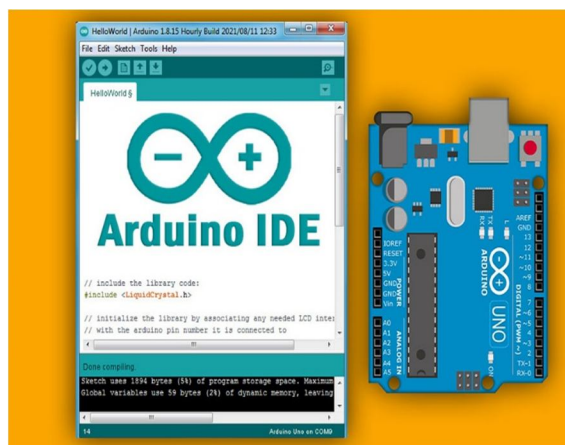 HelloWorld | Arduino 1.8.15 Hourly Build 2021/08/11 12:33
File Edit Sketch Tools Help
HelloWorld §
Arduino IDE
// include the library code:
#include <LiquidCrystal.h>
// initialize the library by associating any needed LCD inter
// with the arduino pin number it is connected to
Done compiling.
Sketch uses 1894 bytes (5%) of program storage space. Maximum
Global variables use 59 bytes (2%) of dynamic memory, leaving
14
Arduino Uno on COM9
IOREF
RESET
3.3V
5V
GND
GND
Vin
POWER
A0
A1
A2
A3
A4
A5
ANALOG IN
TX
RX
L
ARDUINO
UNO
ON
AREF
GND
13
12
~11
~10
~9
8
7
~6
~5
4
~3
2
TX-1
RX-0
DIGITAL (PWM ~)